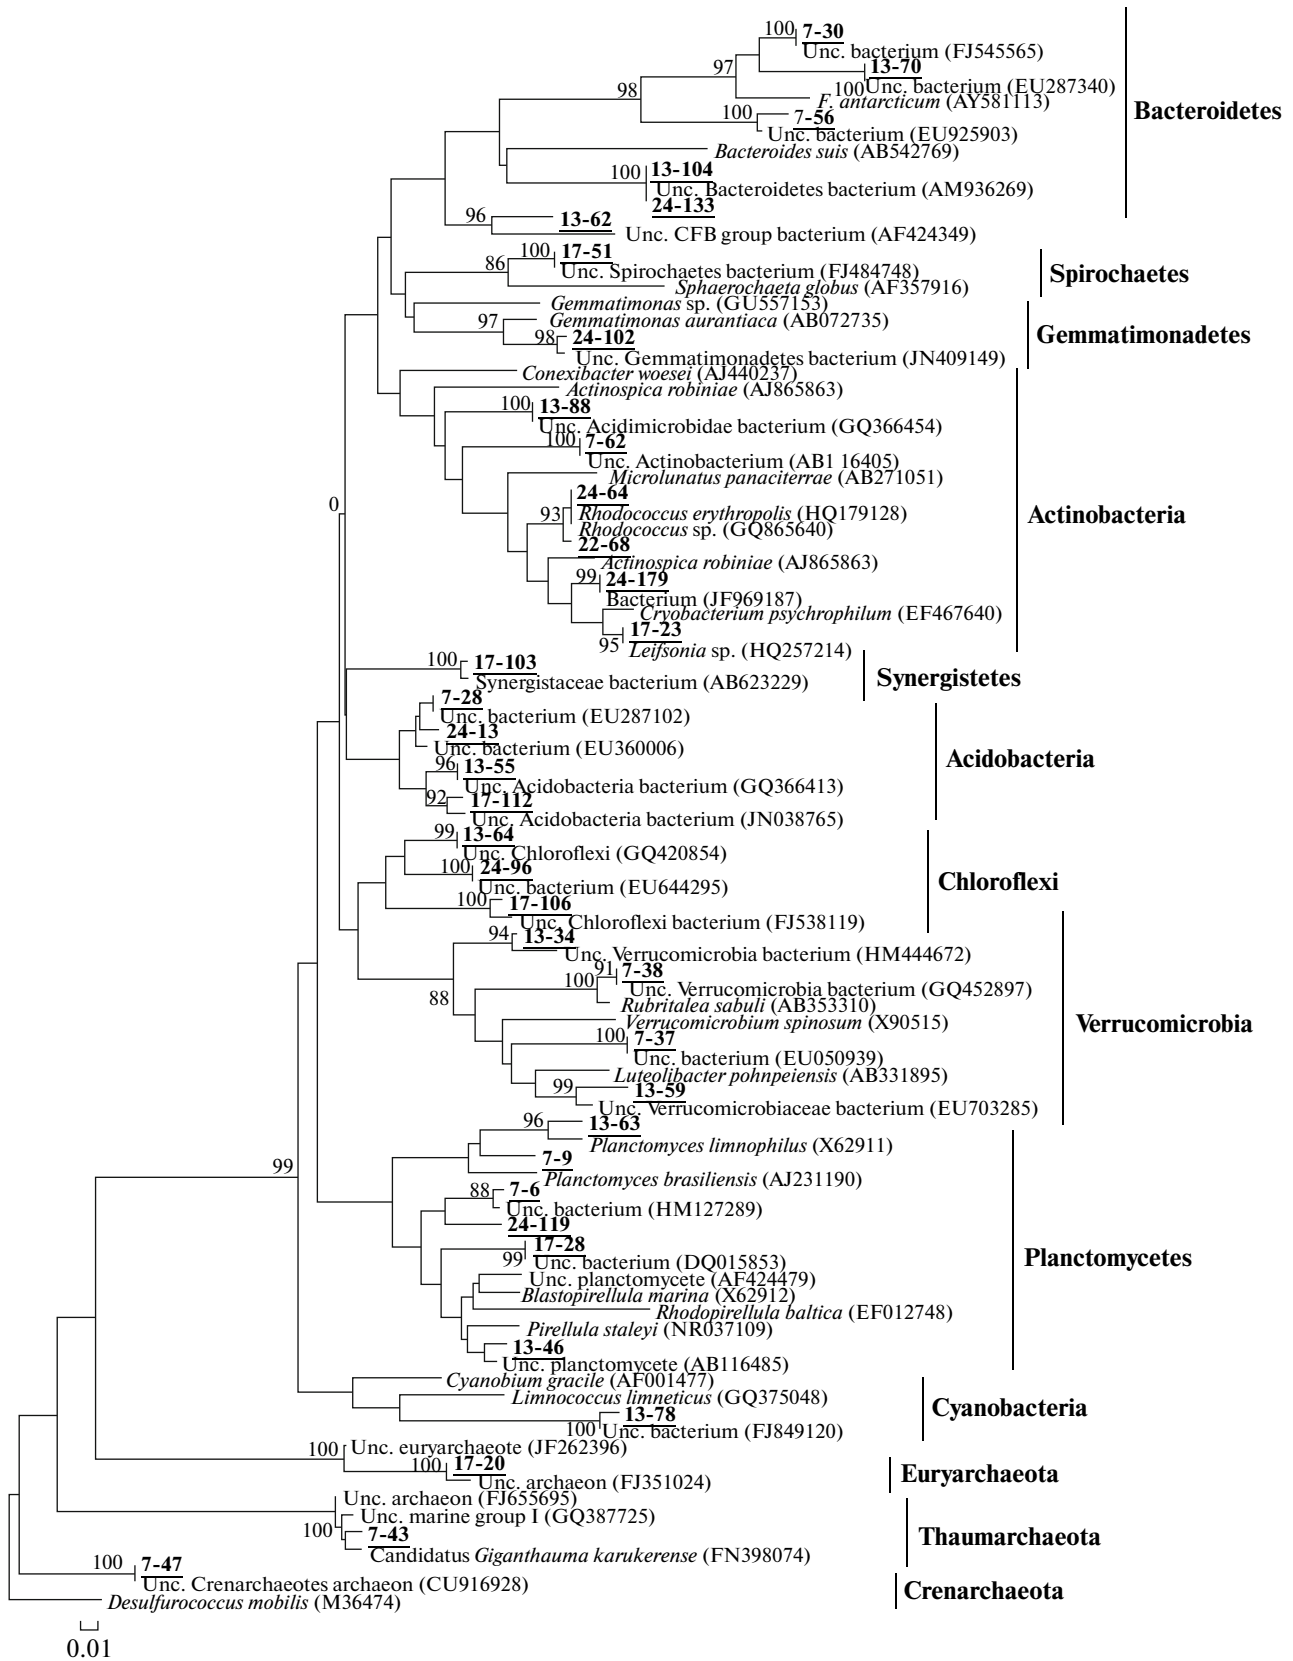 100 7-30
Unc. bacterium (FJ545565)
97 13-70
100 Unc. bacterium (EU287340)
98 F. antarcticum (AY581113)
Bacteroidetes
100 7-56
Unc. bacterium (EU925903)
Bacteroides suis (AB542769)
100 13-104
Unc. Bacteroidetes bacterium (AM936269)
24-133
96 13-62
Unc. CFB group bacterium (AF424349)
100 17-51
86 Unc. Spirochaetes bacterium (FJ484748)
Spirochaetes
Sphaerochaeta globus (AF357916)
Gemmatimonas sp. (GU557153)
97 Gemmatimonas aurantiaca (AB072735)
Gemmatimonadetes
98 24-102
Unc. Gemmatimonadetes bacterium (JN409149)
Conexibacter woesei (AJ440237)
Actinospica robiniae (AJ865863)
100 13-88
Unc. Acidimicrobidae bacterium (GQ366454)
100 7-62
Unc. Actinobacterium (AB1 16405)
Microlunatus panaciterrae (AB271051)
24-64
0
93 Rhodococcus erythropolis (HQ179128)
Actinobacteria
Rhodococcus sp. (GQ865640)
22-68
Actinospica robiniae (AJ865863)
99 24-179
Bacterium (JF969187)
Cryobacterium psychrophilum (EF467640)
17-23
95 Leifsonia sp. (HQ257214)
100 17-103
Synergistaceae bacterium (AB623229)
Synergistetes
7-28
Unc. bacterium (EU287102)
24-13
Unc. bacterium (EU360006)
Acidobacteria
96 13-55
Unc. Acidobacteria bacterium (GQ366413)
92 17-112
Unc. Acidobacteria bacterium (JN038765)
99 13-64
Unc. Chloroflexi (GQ420854)
100 24-96
Unc. bacterium (EU644295)
Chloroflexi
100 17-106
Unc. Chloroflexi bacterium (FJ538119)
94 13-34
Unc. Verrucomicrobia bacterium (HM444672)
91 7-38
100 Unc. Verrucomicrobia bacterium (GQ452897)
88 Rubritalea sabuli (AB353310)
Verrucomicrobium spinosum (X90515)
Verrucomicrobia
100 7-37
Unc. bacterium (EU050939)
Luteolibacter pohnpeiensis (AB331895)
99 13-59
Unc. Verrucomicrobiaceae bacterium (EU703285)
96 13-63
Planctomyces limnophilus (X62911)
99 7-9
Planctomyces brasiliensis (AJ231190)
88 7-6
Unc. bacterium (HM127289)
24-119
17-28
99 Unc. bacterium (DQ015853)
Planctomycetes
Unc. planctomycete (AF424479)
Blastopirellula marina (X62912)
Rhodopirellula baltica (EF012748)
Pirellula staleyi (NR037109)
13-46
Unc. planctomycete (AB116485)
Cyanobium gracile (AF001477)
Limnococcus limneticus (GQ375048)
Cyanobacteria
13-78
100 Unc. bacterium (FJ849120)
100 Unc. euryarchaeote (JF262396)
100 17-20
Euryarchaeota
Unc. archaeon (FJ351024)
Unc. archaeon (FJ655695)
Unc. marine group I (GQ387725)
100 7-43
Thaumarchaeota
Candidatus Giganthauma karukerense (FN398074)
100 7-47
Unc. Crenarchaeotes archaeon (CU916928)
Crenarchaeota
Desulfurococcus mobilis (M36474)
0.01